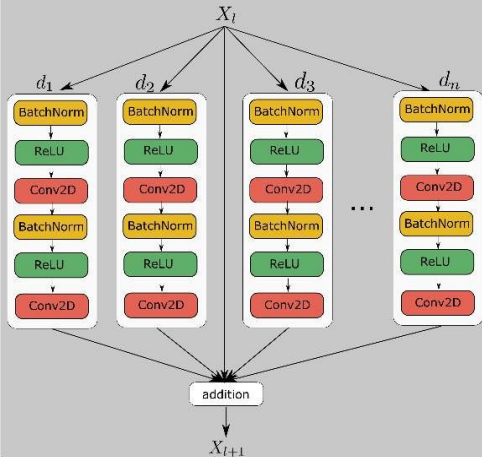 X_l
d_1 d_2 d_3 d_n
BatchNorm BatchNorm BatchNorm BatchNorm
ReLU ReLU ReLU ReLU
Conv2D Conv2D Conv2D Conv2D
BatchNorm BatchNorm BatchNorm ... BatchNorm
ReLU ReLU ReLU ReLU
Conv2D Conv2D Conv2D Conv2D
addition
X_{l+1}